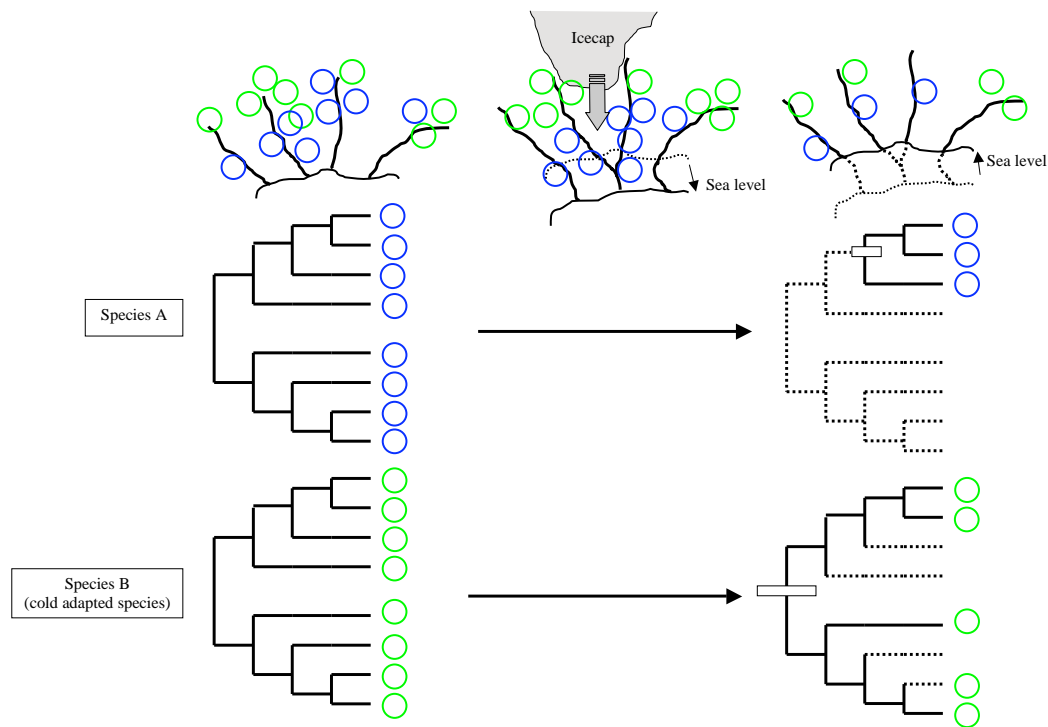 Icecap
Sea level
Sea level
Species A
Species B
(cold adapted species)